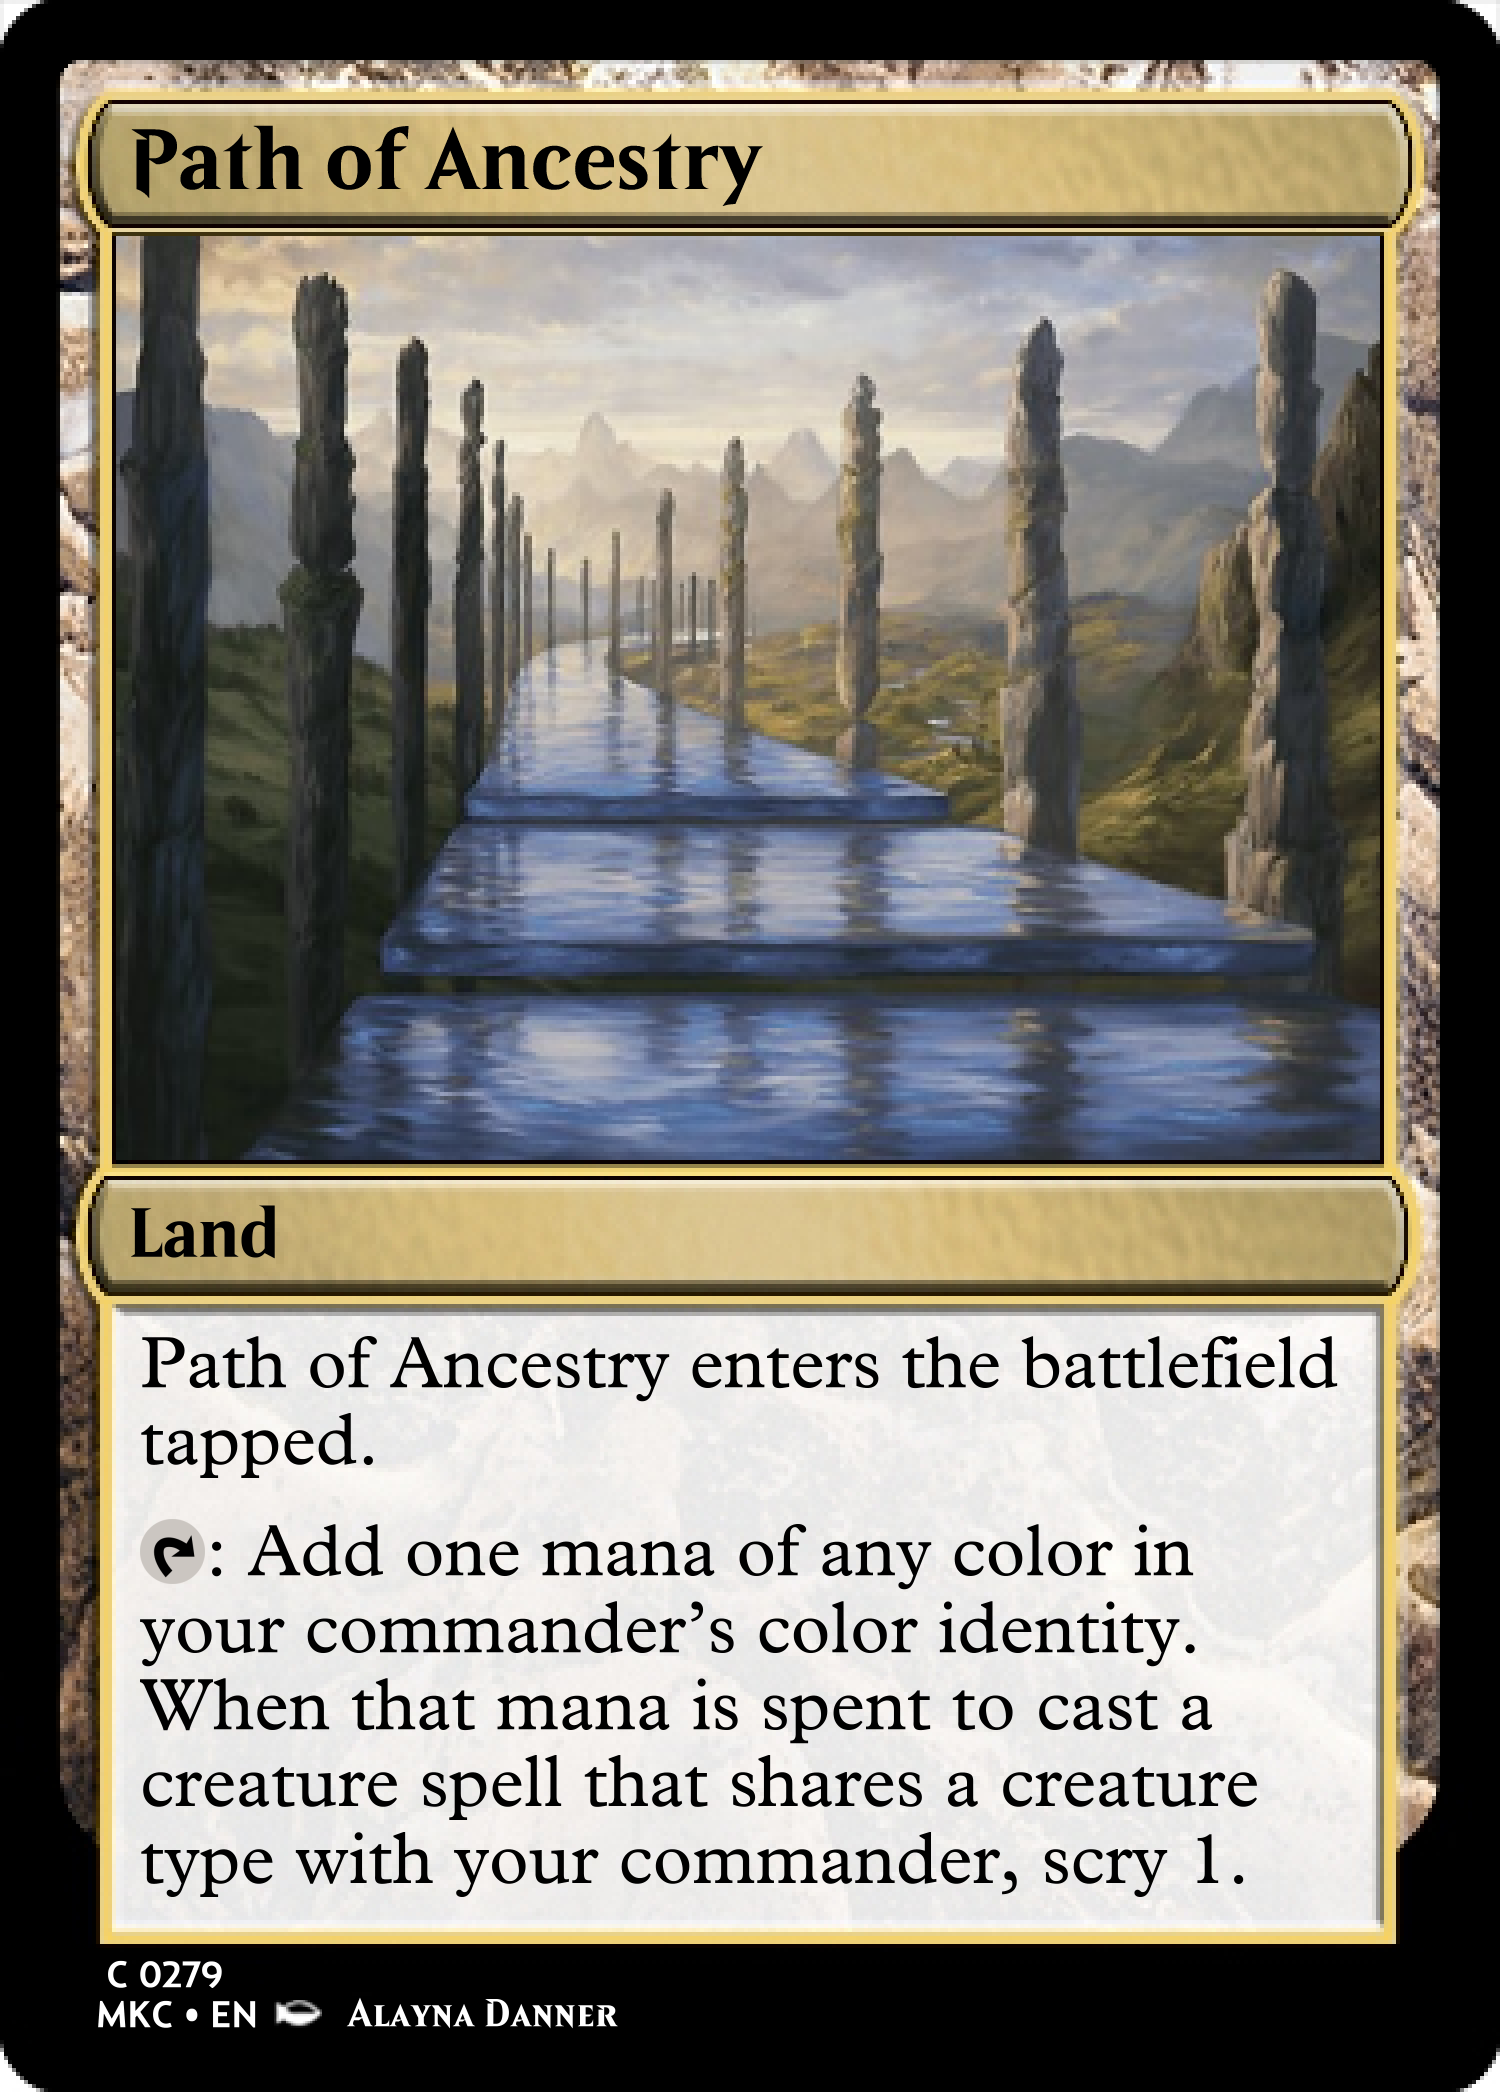 Path of Ancestry
Land
Path of Ancestry enters the battlefield
tapped.
: Add one mana of any color in
your commander’s color identity.
When that mana is spent to cast a
creature spell that shares a creature
type with your commander, scry 1.
C 0279
MKC • EN ALAYNA DANNER